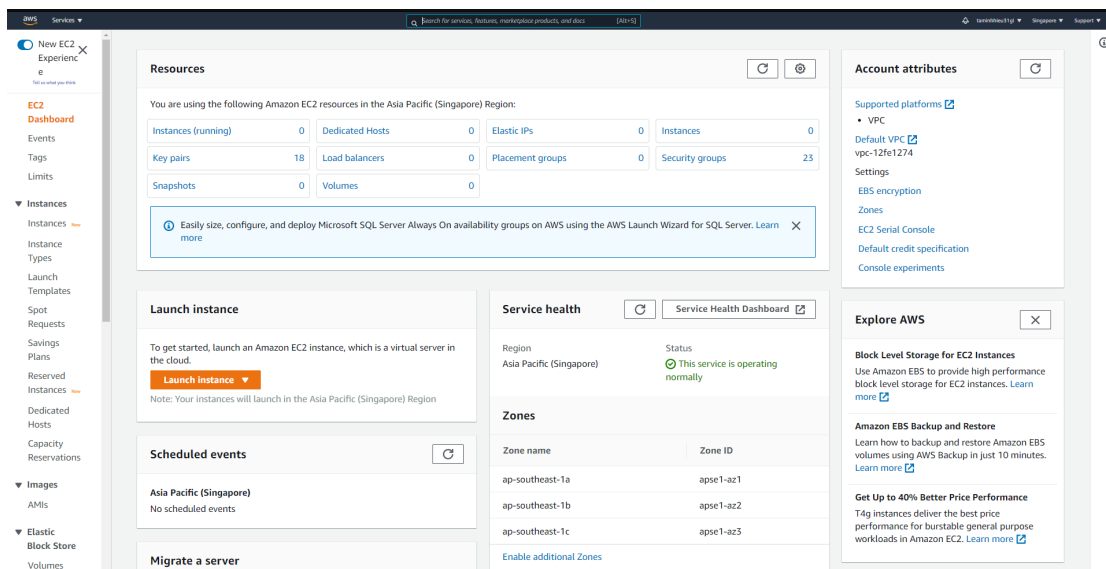 aws Services ▼ Search for services, features, marketplace products, and docs [Alt+S] taminhhieu31gl ▼ Singapore ▼ Support ▼
New EC2
Experienc
e
Tell us what you think
EC2
Dashboard
Events
Tags
Limits
▼ Instances
Instances New
Instance
Types
Launch
Templates
Spot
Requests
Savings
Plans
Reserved
Instances New
Dedicated
Hosts
Capacity
Reservations
▼ Images
AMIs
▼ Elastic
Block Store
Volumes
Resources
You are using the following Amazon EC2 resources in the Asia Pacific (Singapore) Region:
Instances (running) 0 Dedicated Hosts 0 Elastic IPs 0 Instances 0
Key pairs 18 Load balancers 0 Placement groups 0 Security groups 23
Snapshots 0 Volumes 0
Easily size, configure, and deploy Microsoft SQL Server Always On availability groups on AWS using the AWS Launch Wizard for SQL Server. Learn
more
Launch instance
To get started, launch an Amazon EC2 instance, which is a virtual server in
the cloud.
Launch instance ▼
Note: Your instances will launch in the Asia Pacific (Singapore) Region
Scheduled events
Asia Pacific (Singapore)
No scheduled events
Migrate a server
Service health
Service Health Dashboard
Region Status
Asia Pacific (Singapore) This service is operating
normally
Zones
Zone name Zone ID
ap-southeast-1a apse1-az1
ap-southeast-1b apse1-az2
ap-southeast-1c apse1-az3
Enable additional Zones
Account attributes
Supported platforms
• VPC
Default VPC
vpc-12fe1274
Settings
EBS encryption
Zones
EC2 Serial Console
Default credit specification
Console experiments
Explore AWS
Block Level Storage for EC2 Instances
Use Amazon EBS to provide high performance
block level storage for EC2 instances. Learn
more
Amazon EBS Backup and Restore
Learn how to backup and restore Amazon EBS
volumes using AWS Backup in just 10 minutes.
Learn more
Get Up to 40% Better Price Performance
T4g instances deliver the best price
performance for burstable general purpose
workloads in Amazon EC2. Learn more